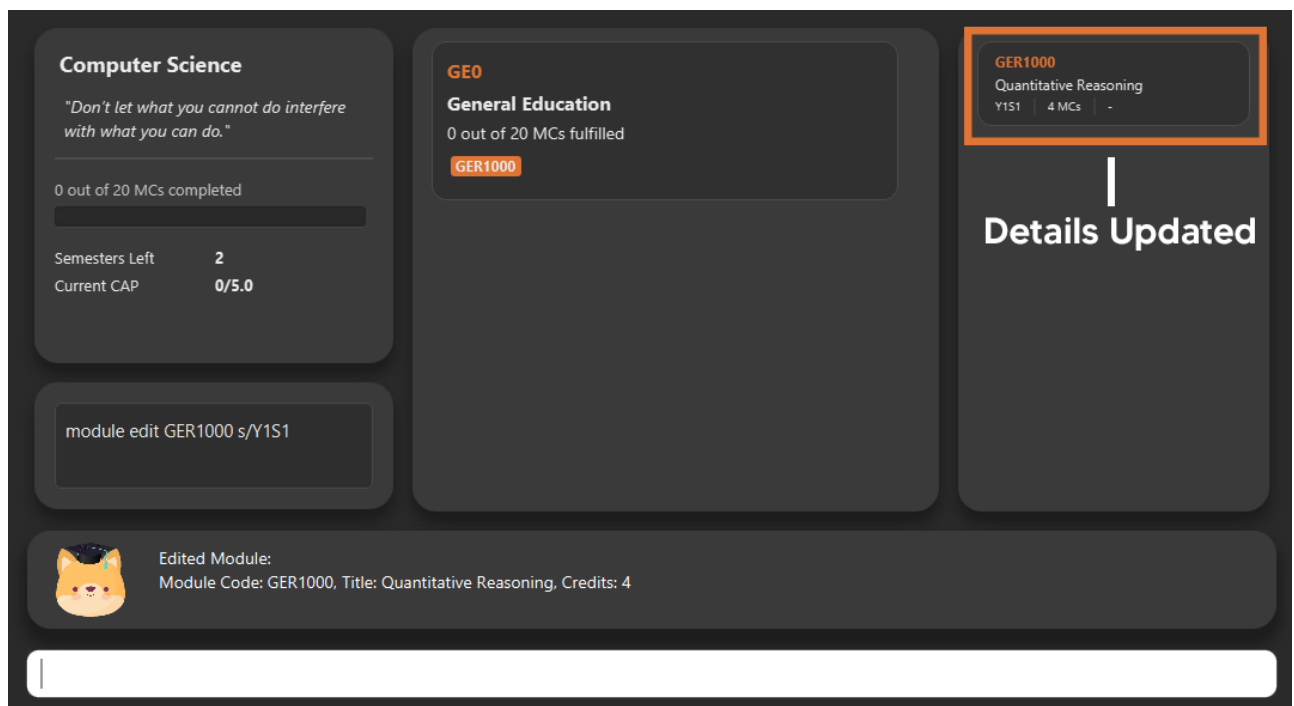 Computer Science
"Don't let what you cannot do interfere
with what you can do."
0 out of 20 MCs completed
Semesters Left 2
Current CAP 0/5.0
module edit GER1000 s/Y1S1
GE0
General Education
0 out of 20 MCs fulfilled
GER1000
GER1000
Quantitative Reasoning
Y1S1 4 MCs -
Details Updated
Edited Module:
Module Code: GER1000, Title: Quantitative Reasoning, Credits: 4